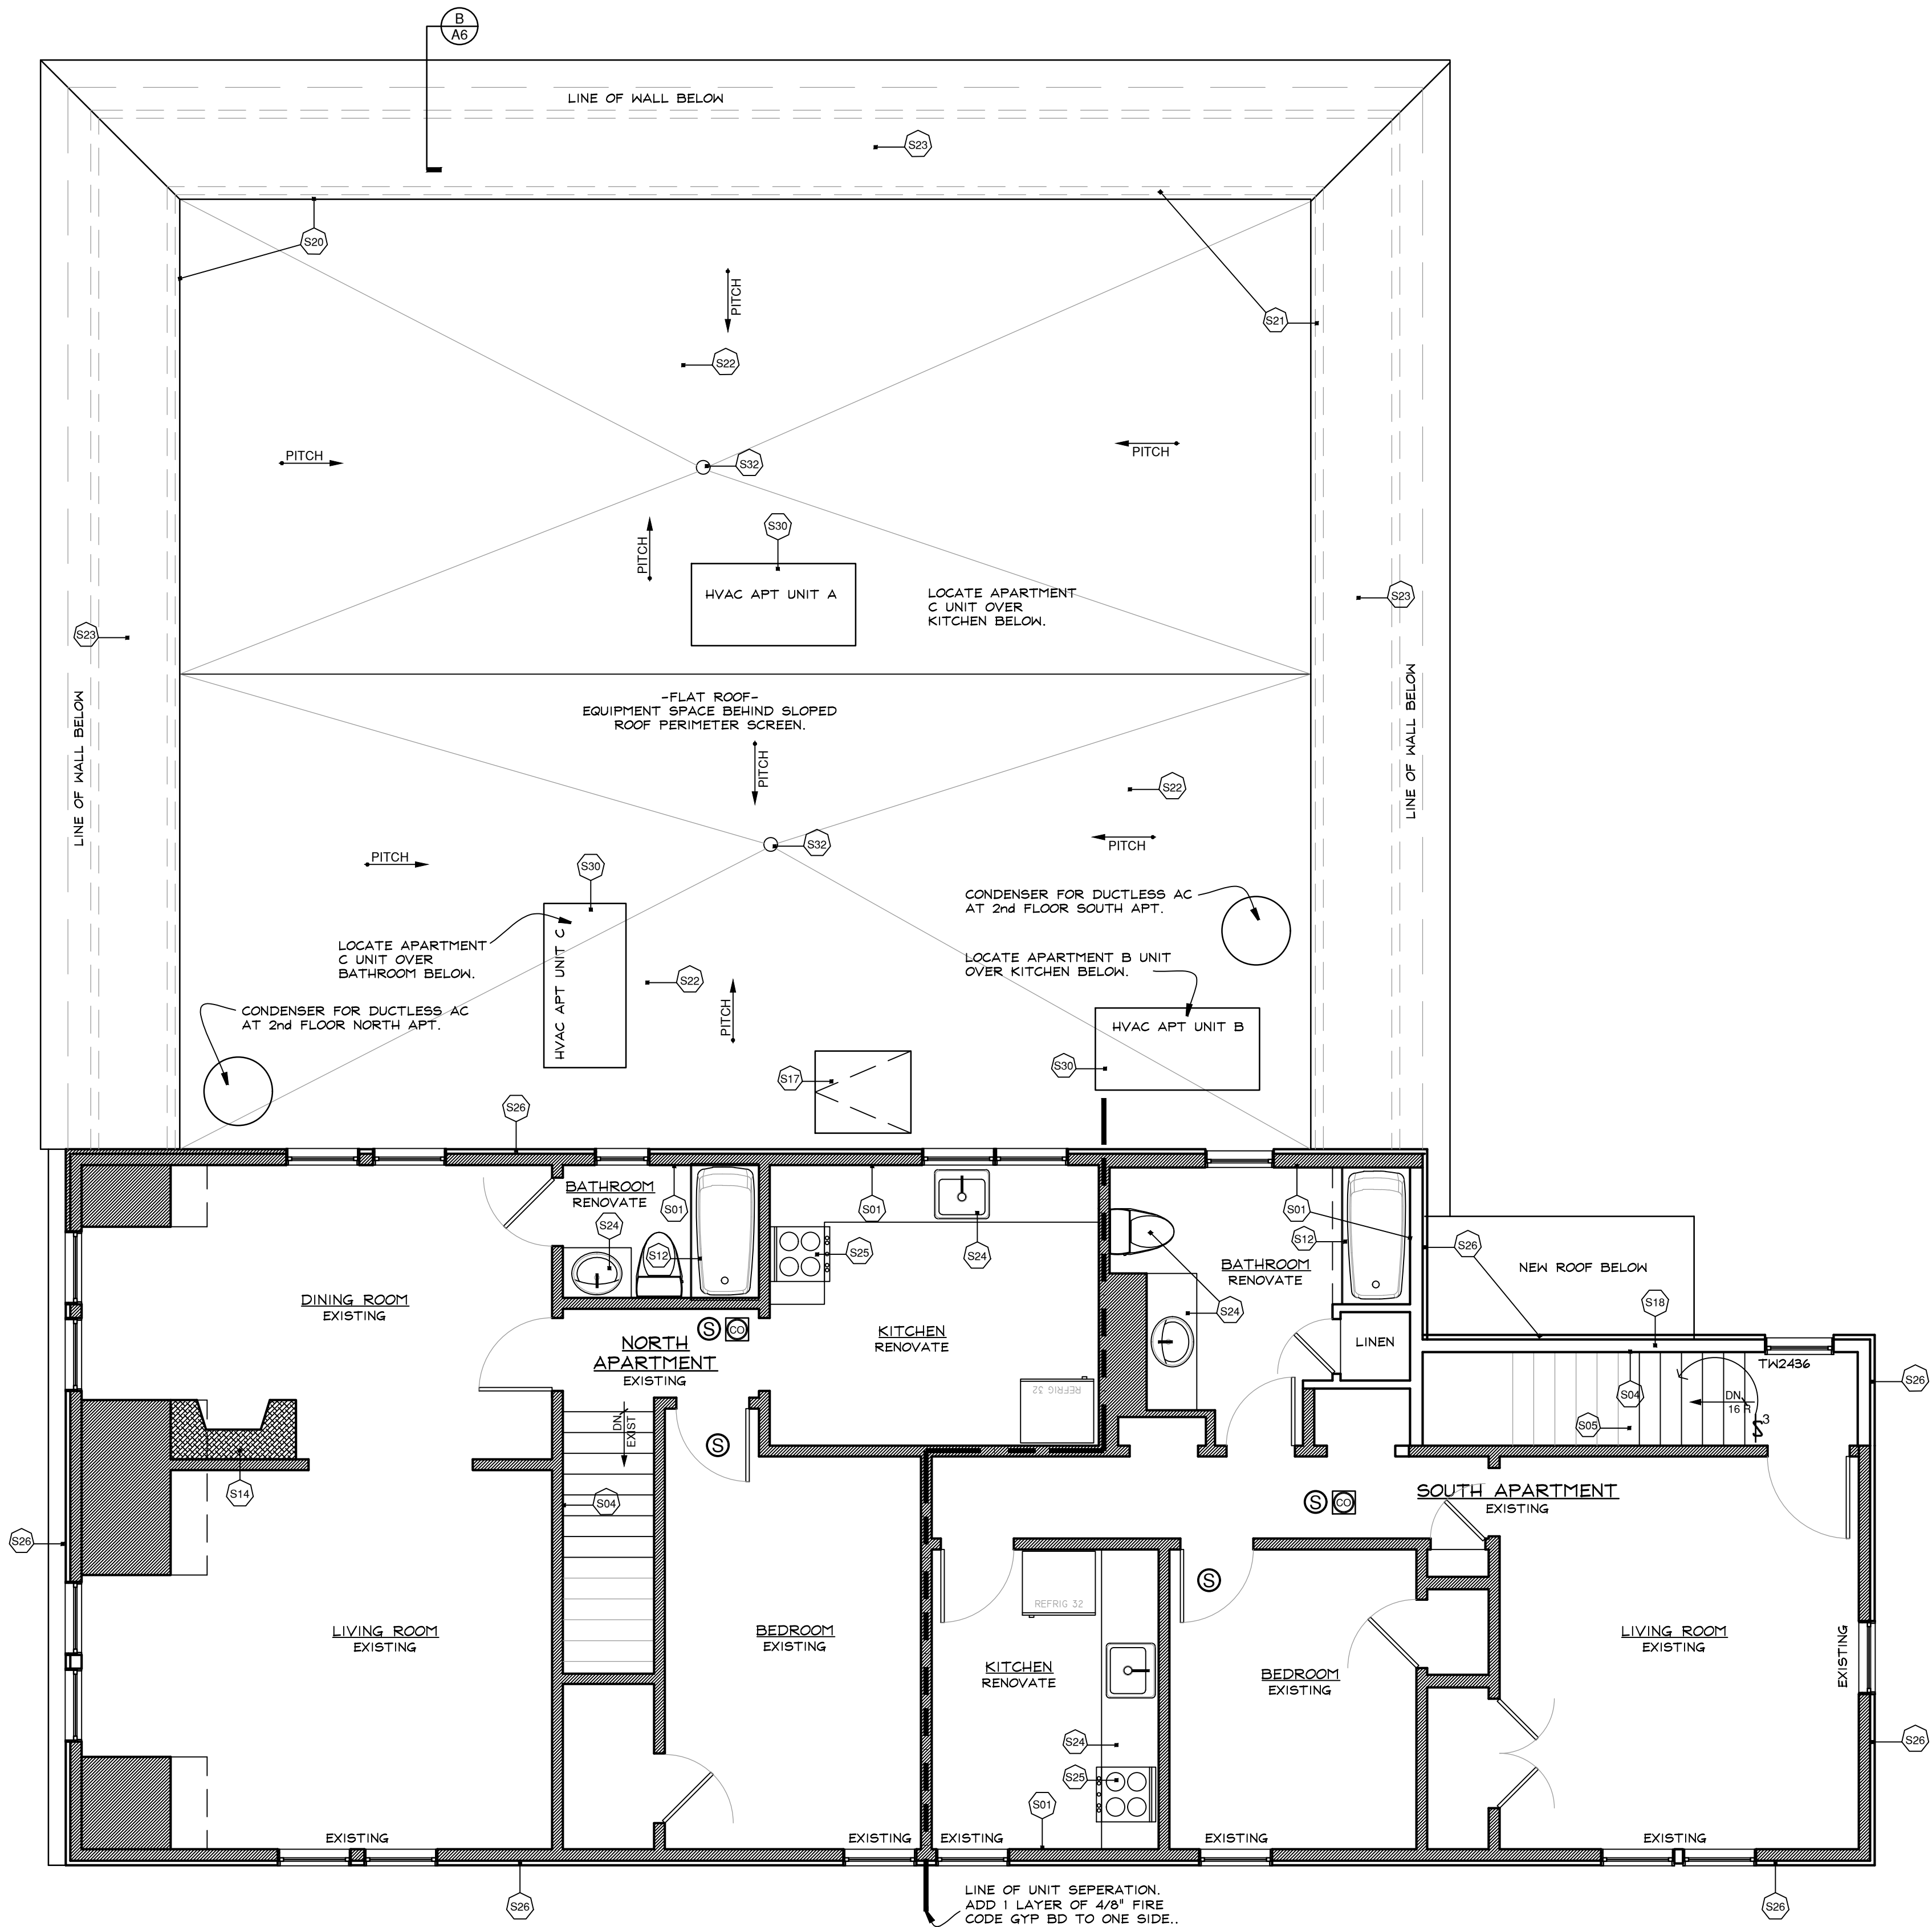 B
A6
LINE OF WALL BELOW
S23
S20
PITCH
S21
S22
PITCH
S32
PITCH
S30
PITCH
HVAC APT UNIT A
LOCATE APARTMENT
C UNIT OVER
KITCHEN BELOW.
S23
S23
LINE OF WALL BELOW
LINE OF WALL BELOW
-FLAT ROOF-
EQUIPMENT SPACE BEHIND SLOPED
ROOF PERIMETER SCREEN.
PITCH
S22
S32
PITCH
PITCH
S30
CONDENSER FOR DUCTLESS AC
AT 2nd FLOOR SOUTH APT.
LOCATE APARTMENT
C UNIT OVER
BATHROOM BELOW.
HVAC APT UNIT C
S22
LOCATE APARTMENT B UNIT
OVER KITCHEN BELOW.
CONDENSER FOR DUCTLESS AC
AT 2nd FLOOR NORTH APT.
PITCH
HVAC APT UNIT B
S17
S30
S26
BATHROOM
RENOVATE
S01
S01
S01
S24
S12
S25
S24
S12
S26
BATHROOM
RENOVATE
NEW ROOF BELOW
DINING ROOM
EXISTING
S24
S18
S
CO
NORTH
APARTMENT
EXISTING
KITCHEN
RENOVATE
LINEN
TW2436
REFRIG 32
S04
S26
DN
EXIST
DN
16 R
S05
3
S
S14
S04
S
CO
SOUTH APARTMENT
EXISTING
S26
S
REFRIG 32
LIVING ROOM
EXISTING
BEDROOM
EXISTING
KITCHEN
RENOVATE
BEDROOM
EXISTING
LIVING ROOM
EXISTING
EXISTING
S24
S26
S25
S01
EXISTING
EXISTING
EXISTING
EXISTING
EXISTING
S26
LINE OF UNIT SEPERATION.
ADD 1 LAYER OF 4/8" FIRE
CODE GYP BD TO ONE SIDE..
S26